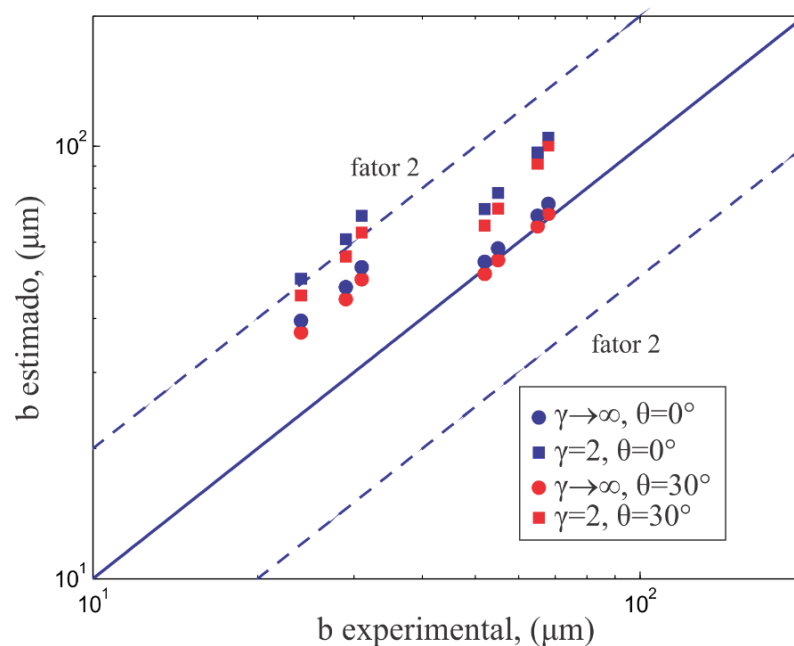 fator 2
10²
b estimado, (μm)
fator 2
γ→∞, θ=0°
γ=2, θ=0°
γ→∞, θ=30°
γ=2, θ=30°
10¹
10¹
10²
b experimental, (μm)